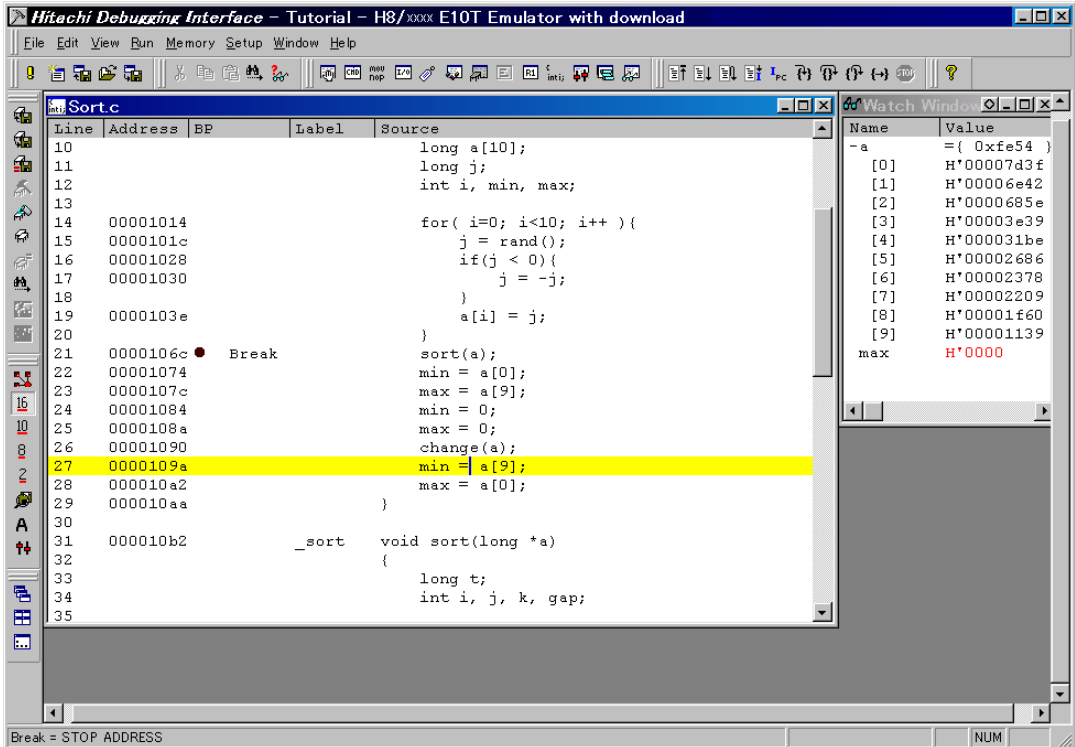 Hitachi Debugging Interface - Tutorial - H8/xxxx E10T Emulator with download
File Edit View Run Memory Setup Window Help
Sort.c
Line Address BP Label Source
10 long a[10];
11 long j;
12 int i, min, max;
13
14 00001014 for( i=0; i<10; i++ ){
15 0000101c j = rand();
16 00001028 if(j < 0){
17 00001030 j = -j;
18 }
19 0000103e a[i] = j;
20 }
21 0000106c Break sort(a);
22 00001074 min = a[0];
23 0000107c max = a[9];
24 00001084 min = 0;
25 0000108a max = 0;
26 00001090 change(a);
27 0000109a min = a[9];
28 000010a2 max = a[0];
29 000010aa }
30
31 000010b2 _sort void sort(long *a)
32 {
33 long t;
34 int i, j, k, gap;
35
Watch Window
Name Value
-a ={ 0xfe54 }
[0] H'00007d3f
[1] H'00006e42
[2] H'0000685e
[3] H'00003e39
[4] H'000031be
[5] H'00002686
[6] H'00002378
[7] H'00002209
[8] H'00001f60
[9] H'00001139
max H'0000
16
10
8
2
A
Break = STOP ADDRESS
NUM